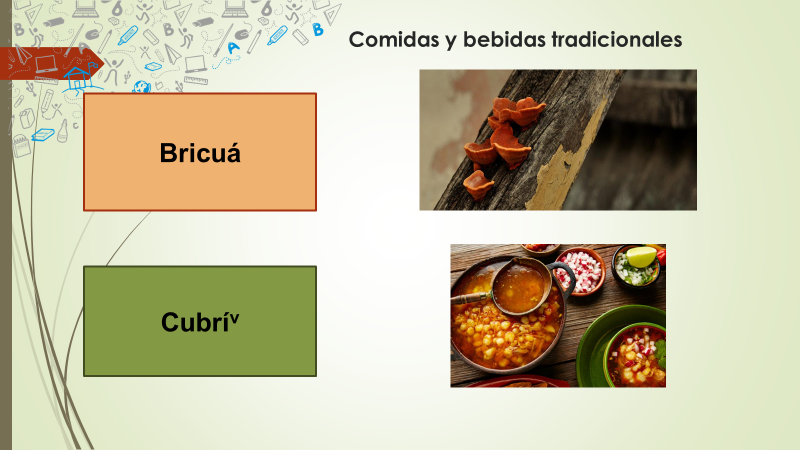 Comidas y bebidas tradicionales
Bricuá
Cubríᵛ